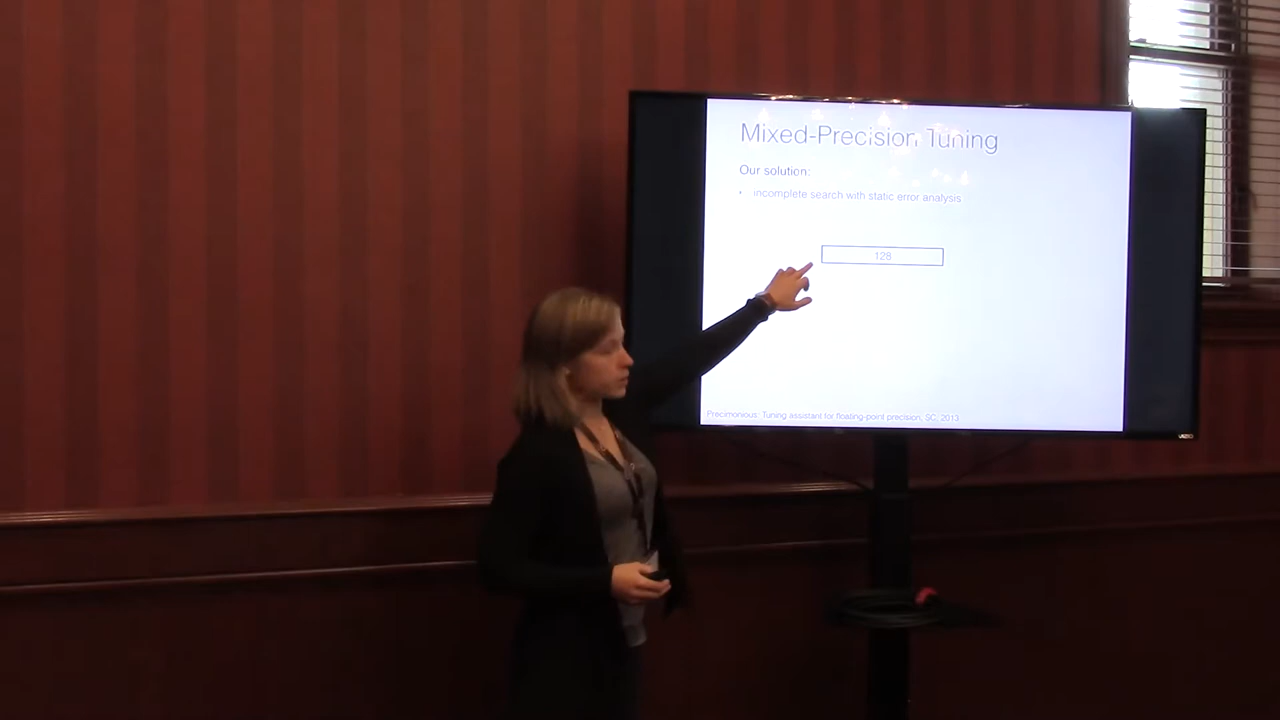 Mixed-Precision Tuning
Our solution:
• incomplete search with static error analysis
128
Precimonious: Tuning assistant for floating-point precision, SC, 2013
VIZIO